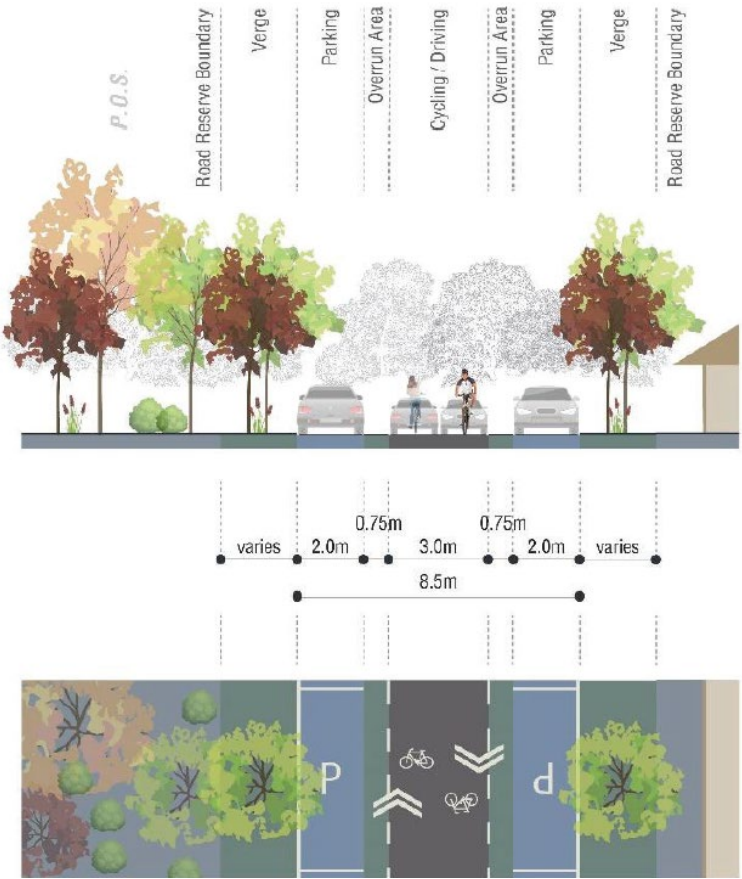 P.O.S.
Road Reserve Boundary
Verge
Parking
Overrun Area
Cycling / Driving
Overrun Area
Parking
Verge
Road Reserve Boundary
0.75m 0.75m
varies 2.0m 3.0m 2.0m varies
8.5m
P P